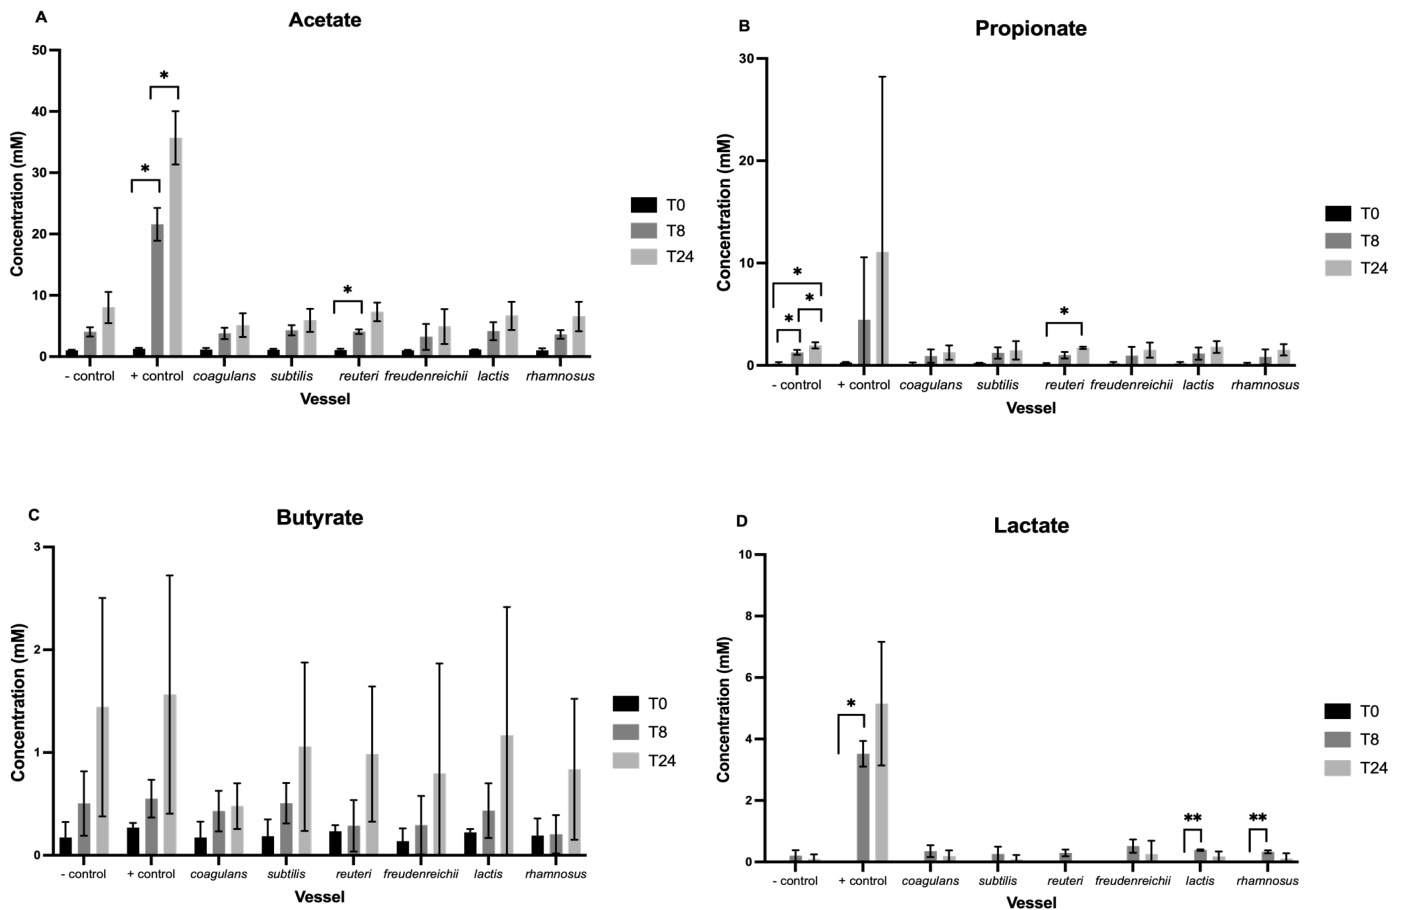 A
Acetate
50
40
30
20
10
0
Concentration (mM)
*
*
*
- control
+ control
coagulans
subtilis
reuteri
freudenreichii
lactis
rhamnosus
Vessel
T0
T8
T24
B
Propionate
30
20
10
0
Concentration (mM)
*
*
*
*
- control
+ control
coagulans
subtilis
reuteri
freudenreichii
lactis
rhamnosus
Vessel
T0
T8
T24
C
Butyrate
3
2
1
0
Concentration (mM)
- control
+ control
coagulans
subtilis
reuteri
freudenreichii
lactis
rhamnosus
Vessel
T0
T8
T24
D
Lactate
10
8
6
4
2
0
Concentration (mM)
*
**
**
- control
+ control
coagulans
subtilis
reuteri
freudenreichii
lactis
rhamnosus
Vessel
T0
T8
T24